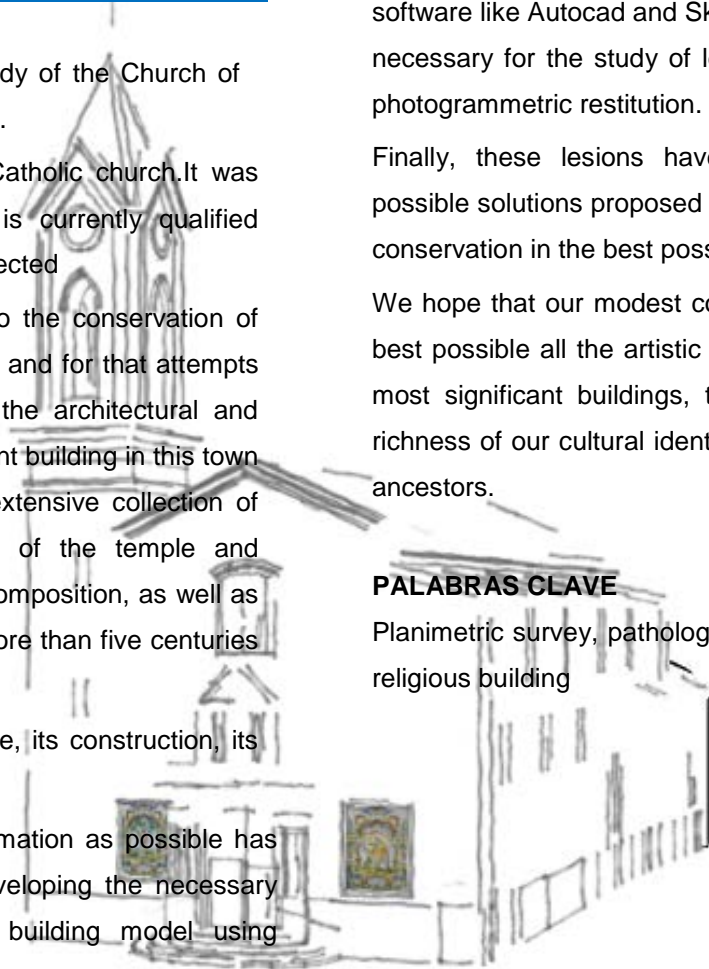 dy of the Church of
.
Catholic church.It was
is currently qualified
ected
o the conservation of
and for that attempts
the architectural and
nt building in this town
extensive collection of
of the temple and
omposition, as well as
ore than five centuries
e, its construction, its
mation as possible has
veloping the necessary
building model using
software like Autocad and Sk
necessary for the study of l
photogrammetric restitution.
Finally, these lesions hav
possible solutions proposed
conservation in the best poss
We hope that our modest co
best possible all the artistic
most significant buildings, t
richness of our cultural ident
ancestors.
PALABRAS CLAVE
Planimetric survey, patholog
religious building